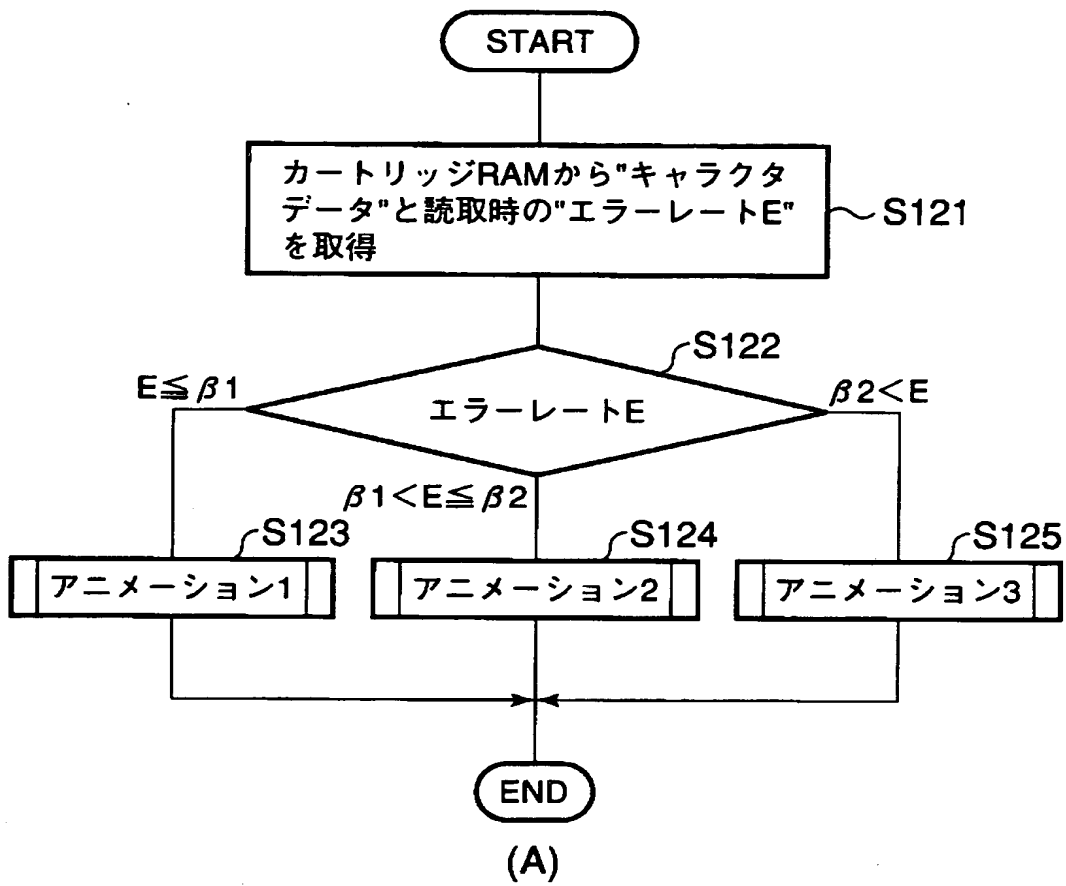 START
カートリッジRAMから"キャラクタ
データ"と読取時の"エラーレートE"
を取得
S121
S122
E≦β1
エラーレートE
β2<E
β1<E≦β2
S123
S124
S125
アニメーション1
アニメーション2
アニメーション3
END
(A)